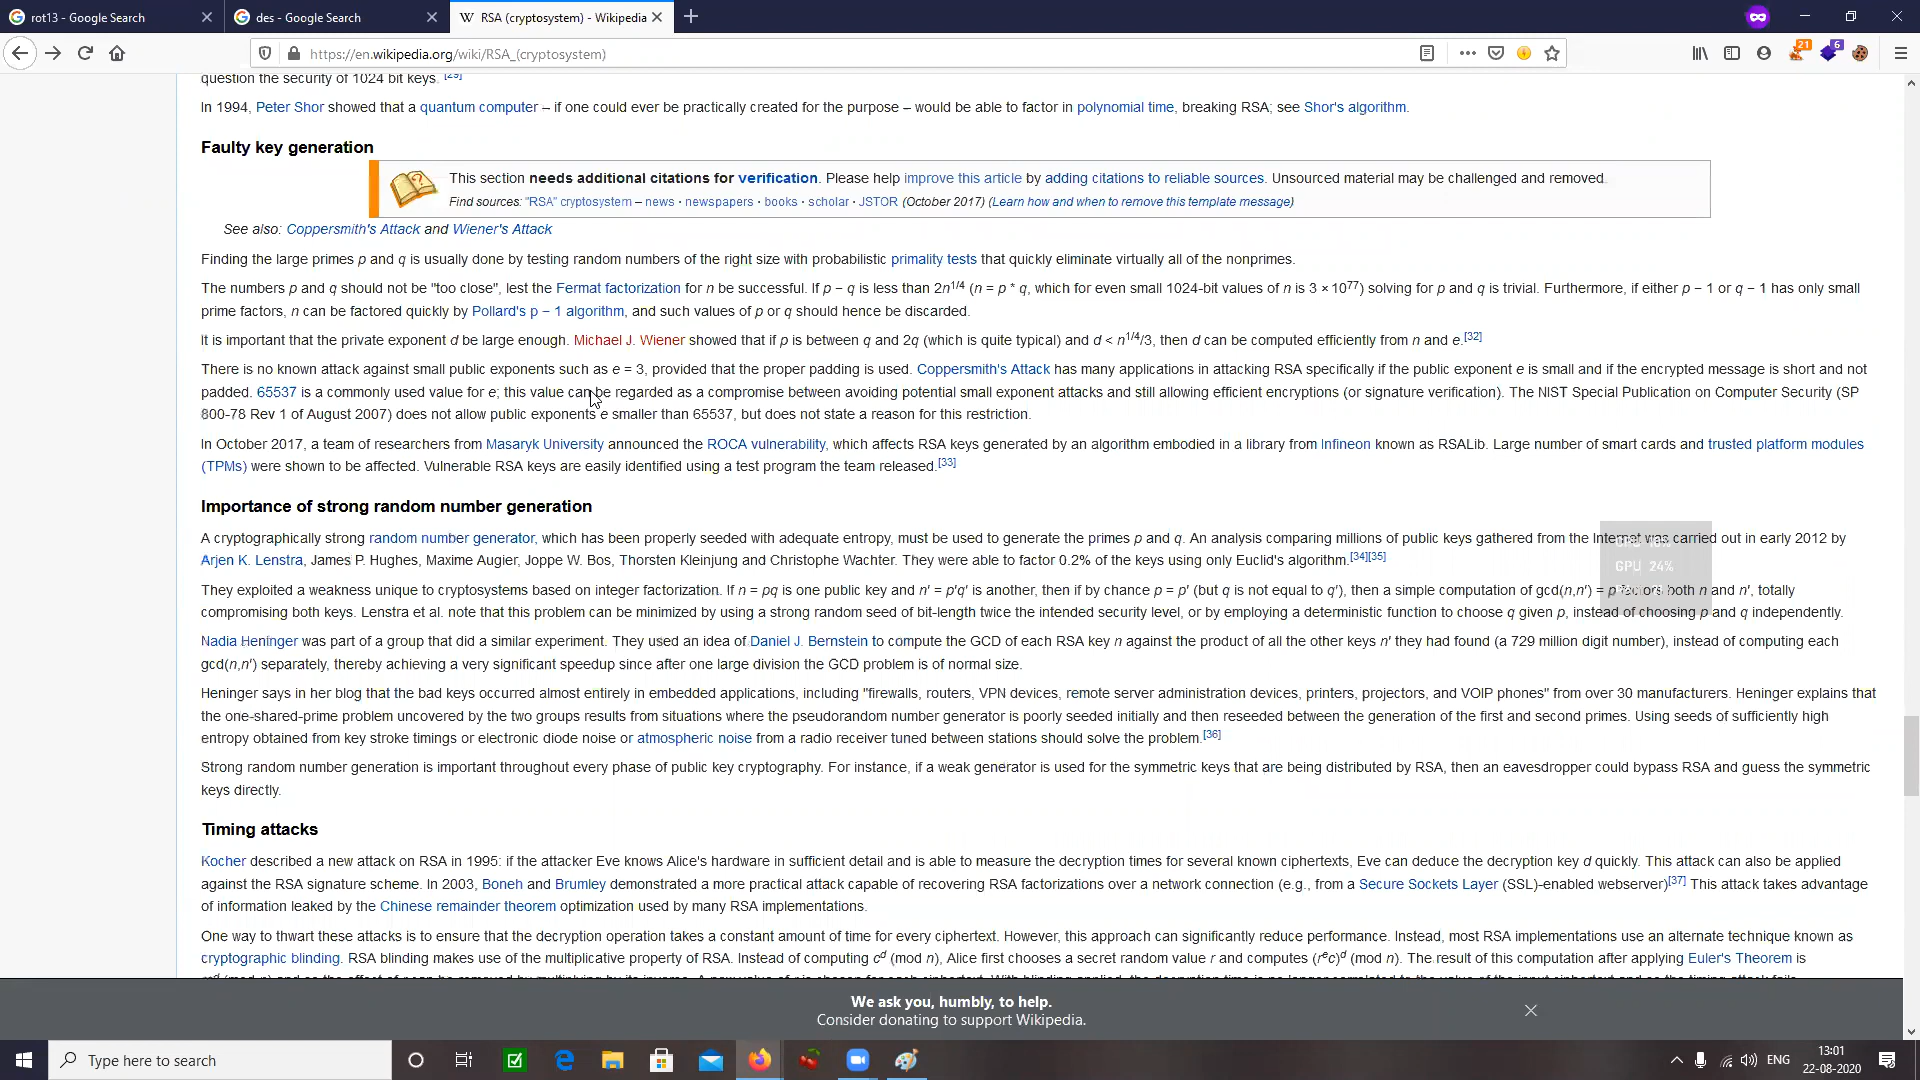 rot13 - Google Search
des - Google Search
RSA (cryptosystem) - Wikipedia
https://en.wikipedia.org/wiki/RSA_(cryptosystem)
21
6
question the security of 1024 bit keys. [29]
In 1994, Peter Shor showed that a quantum computer – if one could ever be practically created for the purpose – would be able to factor in polynomial time, breaking RSA; see Shor's algorithm.
Faulty key generation
This section needs additional citations for verification. Please help improve this article by adding citations to reliable sources. Unsourced material may be challenged and removed.
Find sources: "RSA" cryptosystem – news · newspapers · books · scholar · JSTOR (October 2017) (Learn how and when to remove this template message)
See also: Coppersmith's Attack and Wiener's Attack
Finding the large primes p and q is usually done by testing random numbers of the right size with probabilistic primality tests that quickly eliminate virtually all of the nonprimes.
The numbers p and q should not be "too close", lest the Fermat factorization for n be successful. If p − q is less than 2n1/4 (n = p * q, which for even small 1024-bit values of n is 3 × 1077) solving for p and q is trivial. Furthermore, if either p − 1 or q − 1 has only small
prime factors, n can be factored quickly by Pollard's p − 1 algorithm, and such values of p or q should hence be discarded.
It is important that the private exponent d be large enough. Michael J. Wiener showed that if p is between q and 2q (which is quite typical) and d < n1/4/3, then d can be computed efficiently from n and e.[32]
There is no known attack against small public exponents such as e = 3, provided that the proper padding is used. Coppersmith's Attack has many applications in attacking RSA specifically if the public exponent e is small and if the encrypted message is short and not
padded. 65537 is a commonly used value for e; this value can be regarded as a compromise between avoiding potential small exponent attacks and still allowing efficient encryptions (or signature verification). The NIST Special Publication on Computer Security (SP
800-78 Rev 1 of August 2007) does not allow public exponents e smaller than 65537, but does not state a reason for this restriction.
In October 2017, a team of researchers from Masaryk University announced the ROCA vulnerability, which affects RSA keys generated by an algorithm embodied in a library from Infineon known as RSALib. Large number of smart cards and trusted platform modules
(TPMs) were shown to be affected. Vulnerable RSA keys are easily identified using a test program the team released.[33]
Importance of strong random number generation
A cryptographically strong random number generator, which has been properly seeded with adequate entropy, must be used to generate the primes p and q. An analysis comparing millions of public keys gathered from the Internet was carried out in early 2012 by
Arjen K. Lenstra, James P. Hughes, Maxime Augier, Joppe W. Bos, Thorsten Kleinjung and Christophe Wachter. They were able to factor 0.2% of the keys using only Euclid's algorithm.[34][35]
GPU 24%
They exploited a weakness unique to cryptosystems based on integer factorization. If n = pq is one public key and n′ = p′q′ is another, then if by chance p = p′ (but q is not equal to q′), then a simple computation of gcd(n,n′) = p factors both n and n′, totally
compromising both keys. Lenstra et al. note that this problem can be minimized by using a strong random seed of bit-length twice the intended security level, or by employing a deterministic function to choose q given p, instead of choosing p and q independently.
Nadia Heninger was part of a group that did a similar experiment. They used an idea of Daniel J. Bernstein to compute the GCD of each RSA key n against the product of all the other keys n′ they had found (a 729 million digit number), instead of computing each
gcd(n,n′) separately, thereby achieving a very significant speedup since after one large division the GCD problem is of normal size.
Heninger says in her blog that the bad keys occurred almost entirely in embedded applications, including "firewalls, routers, VPN devices, remote server administration devices, printers, projectors, and VOIP phones" from over 30 manufacturers. Heninger explains that
the one-shared-prime problem uncovered by the two groups results from situations where the pseudorandom number generator is poorly seeded initially and then reseeded between the generation of the first and second primes. Using seeds of sufficiently high
entropy obtained from key stroke timings or electronic diode noise or atmospheric noise from a radio receiver tuned between stations should solve the problem.[36]
Strong random number generation is important throughout every phase of public key cryptography. For instance, if a weak generator is used for the symmetric keys that are being distributed by RSA, then an eavesdropper could bypass RSA and guess the symmetric
keys directly.
Timing attacks
Kocher described a new attack on RSA in 1995: if the attacker Eve knows Alice's hardware in sufficient detail and is able to measure the decryption times for several known ciphertexts, Eve can deduce the decryption key d quickly. This attack can also be applied
against the RSA signature scheme. In 2003, Boneh and Brumley demonstrated a more practical attack capable of recovering RSA factorizations over a network connection (e.g., from a Secure Sockets Layer (SSL)-enabled webserver)[37] This attack takes advantage
of information leaked by the Chinese remainder theorem optimization used by many RSA implementations.
One way to thwart these attacks is to ensure that the decryption operation takes a constant amount of time for every ciphertext. However, this approach can significantly reduce performance. Instead, most RSA implementations use an alternate technique known as
cryptographic blinding. RSA blinding makes use of the multiplicative property of RSA. Instead of computing cd (mod n), Alice first chooses a secret random value r and computes (rec)d (mod n). The result of this computation after applying Euler's Theorem is
We ask you, humbly, to help.
Consider donating to support Wikipedia.
Type here to search
ENG
13:01
22-08-2020